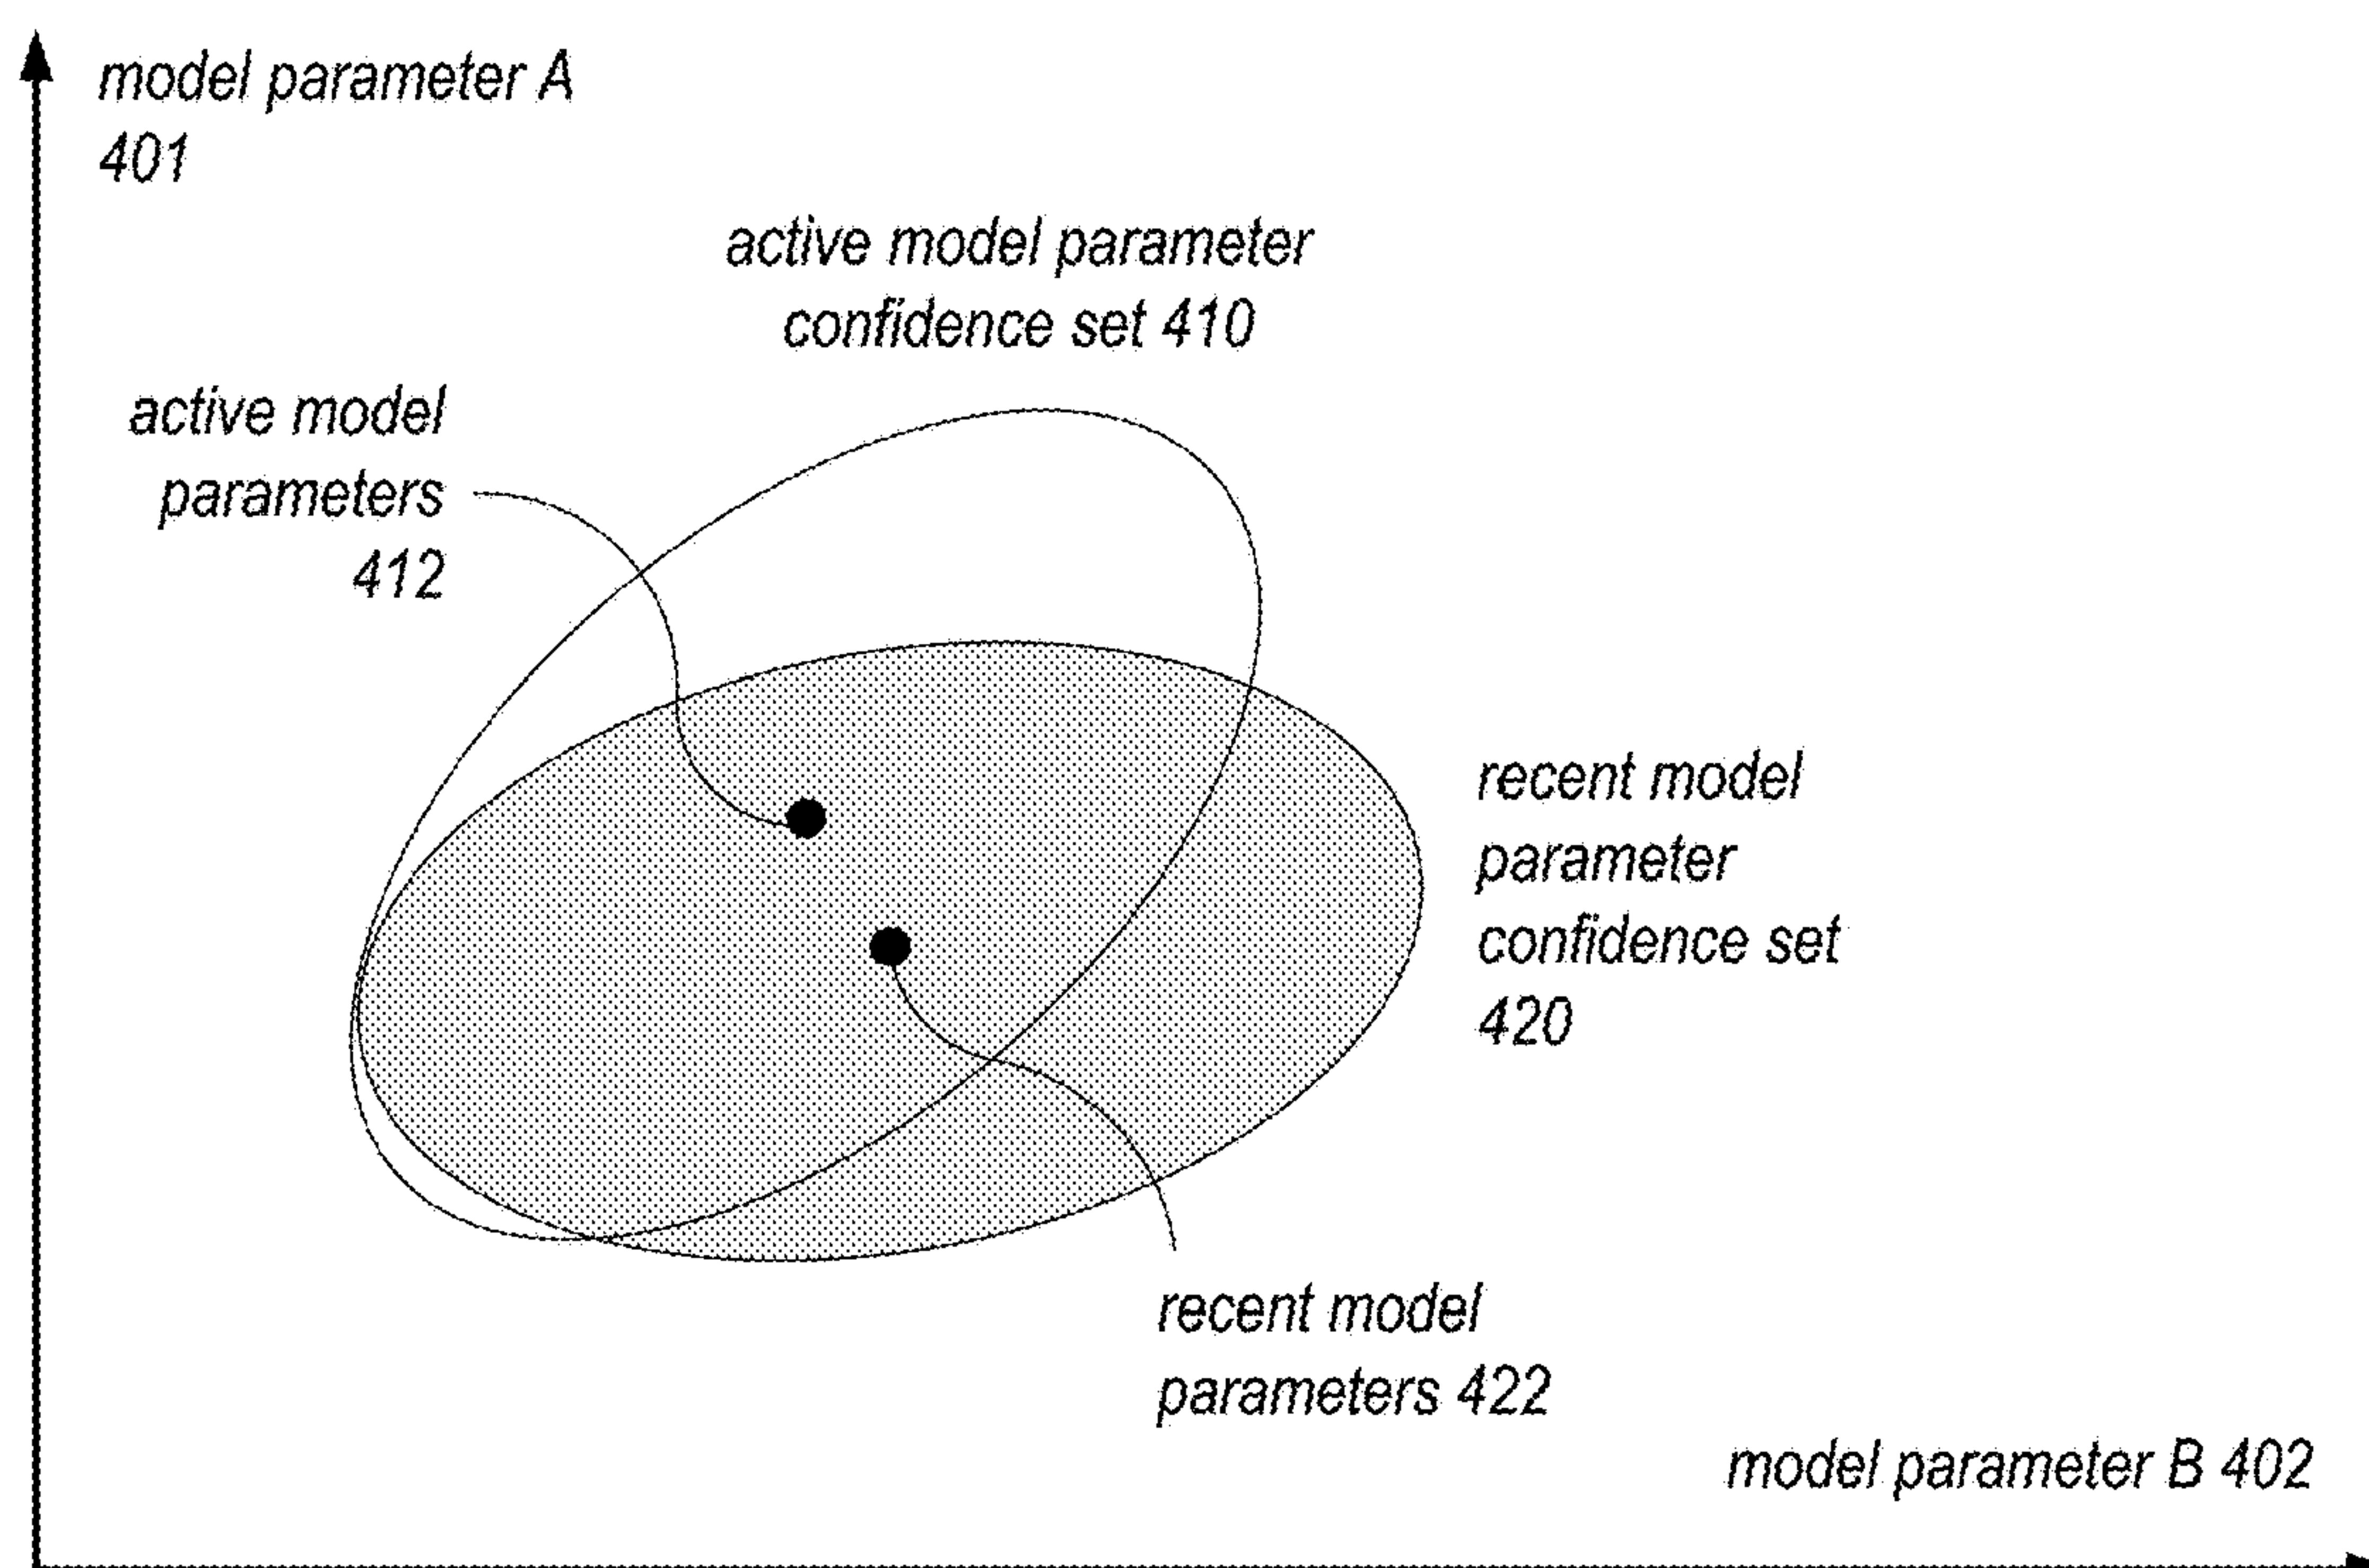 model parameter A
401
active model parameter
confidence set 410
active model
parameters
412
recent model
parameter
confidence set
420
recent model
parameters 422
model parameter B 402